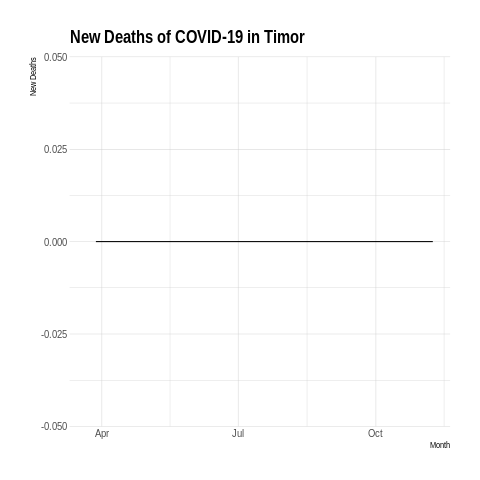 New Deaths of COVID-19 in Timor
New Deaths
0.050
0.025
0.000
-0.025
-0.050
Apr Jul Oct
Month